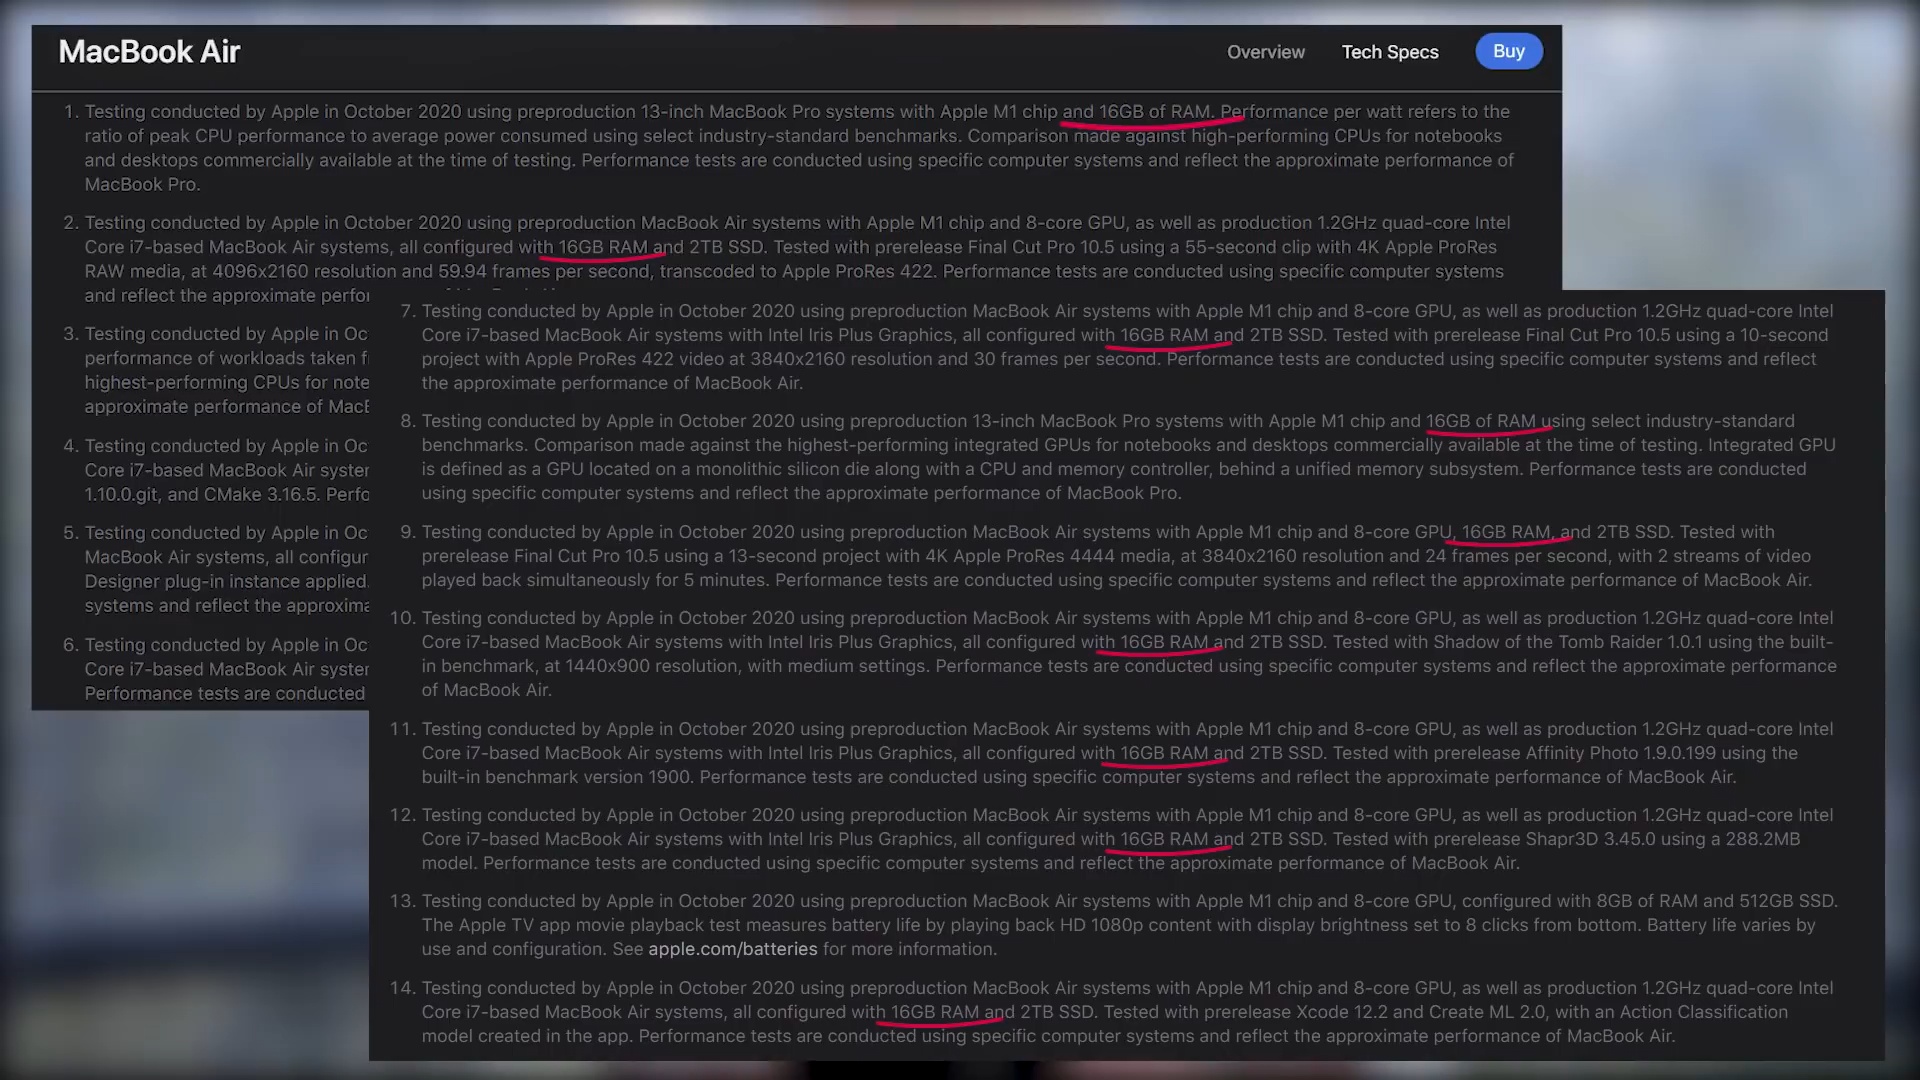 MacBook Air
Overview
Tech Specs
Buy
1. Testing conducted by Apple in October 2020 using preproduction 13-inch MacBook Pro systems with Apple M1 chip and 16GB of RAM. Performance per watt refers to the
ratio of peak CPU performance to average power consumed using select industry-standard benchmarks. Comparison made against high-performing CPUs for notebooks
and desktops commercially available at the time of testing. Performance tests are conducted using specific computer systems and reflect the approximate performance of
MacBook Pro.
2. Testing conducted by Apple in October 2020 using preproduction MacBook Air systems with Apple M1 chip and 8-core GPU, as well as production 1.2GHz quad-core Intel
Core i7-based MacBook Air systems, all configured with 16GB RAM and 2TB SSD. Tested with prerelease Final Cut Pro 10.5 using a 55-second clip with 4K Apple ProRes
RAW media, at 4096x2160 resolution and 59.94 frames per second, transcoded to Apple ProRes 422. Performance tests are conducted using specific computer systems
and reflect the approximate
3. Testing conducted by Apple in
performance of workloads taken
highest-performing CPUs for
approximate performance of
4. Testing conducted by Apple in
Core i7-based MacBook Air
1.10.0.git, and CMake 3.16.5.
5. Testing conducted by Apple in
MacBook Air systems, all
Designer plug-in instance applied.
systems and reflect the
6. Testing conducted by Apple in
Core i7-based MacBook Air
Performance tests are conducted
7. Testing conducted by Apple in October 2020 using preproduction MacBook Air systems with Apple M1 chip and 8-core GPU, as well as production 1.2GHz quad-core Intel
Core i7-based MacBook Air systems with Intel Iris Plus Graphics, all configured with 16GB RAM and 2TB SSD. Tested with prerelease Final Cut Pro 10.5 using a 10-second
project with Apple ProRes 422 video at 3840x2160 resolution and 30 frames per second. Performance tests are conducted using specific computer systems and reflect
the approximate performance of MacBook Air.
8. Testing conducted by Apple in October 2020 using preproduction 13-inch MacBook Pro systems with Apple M1 chip and 16GB of RAM using select industry-standard
benchmarks. Comparison made against the highest-performing integrated GPUs for notebooks and desktops commercially available at the time of testing. Integrated GPU
is defined as a GPU located on a monolithic silicon die along with a CPU and memory controller, behind a unified memory subsystem. Performance tests are conducted
using specific computer systems and reflect the approximate performance of MacBook Pro.
9. Testing conducted by Apple in October 2020 using preproduction MacBook Air systems with Apple M1 chip and 8-core GPU, 16GB RAM, and 2TB SSD. Tested with
prerelease Final Cut Pro 10.5 using a 13-second project with 4K Apple ProRes 4444 media, at 3840x2160 resolution and 24 frames per second, with 2 streams of video
played back simultaneously for 5 minutes. Performance tests are conducted using specific computer systems and reflect the approximate performance of MacBook Air.
10. Testing conducted by Apple in October 2020 using preproduction MacBook Air systems with Apple M1 chip and 8-core GPU, as well as production 1.2GHz quad-core Intel
Core i7-based MacBook Air systems with Intel Iris Plus Graphics, all configured with 16GB RAM and 2TB SSD. Tested with Shadow of the Tomb Raider 1.0.1 using the built-
in benchmark, at 1440x900 resolution, with medium settings. Performance tests are conducted using specific computer systems and reflect the approximate performance
of MacBook Air.
11. Testing conducted by Apple in October 2020 using preproduction MacBook Air systems with Apple M1 chip and 8-core GPU, as well as production 1.2GHz quad-core Intel
Core i7-based MacBook Air systems with Intel Iris Plus Graphics, all configured with 16GB RAM and 2TB SSD. Tested with prerelease Affinity Photo 1.9.0.199 using the
built-in benchmark version 1900. Performance tests are conducted using specific computer systems and reflect the approximate performance of MacBook Air.
12. Testing conducted by Apple in October 2020 using preproduction MacBook Air systems with Apple M1 chip and 8-core GPU, as well as production 1.2GHz quad-core Intel
Core i7-based MacBook Air systems with Intel Iris Plus Graphics, all configured with 16GB RAM and 2TB SSD. Tested with prerelease Shapr3D 3.45.0 using a 288.2MB
model. Performance tests are conducted using specific computer systems and reflect the approximate performance of MacBook Air.
13. Testing conducted by Apple in October 2020 using preproduction MacBook Air systems with Apple M1 chip and 8-core GPU, configured with 8GB of RAM and 512GB SSD.
The Apple TV app movie playback test measures battery life by playing back HD 1080p content with display brightness set to 8 clicks from bottom. Battery life varies by
use and configuration. See apple.com/batteries for more information.
14. Testing conducted by Apple in October 2020 using preproduction MacBook Air systems with Apple M1 chip and 8-core GPU, as well as production 1.2GHz quad-core Intel
Core i7-based MacBook Air systems, all configured with 16GB RAM and 2TB SSD. Tested with prerelease Xcode 12.2 and Create ML 2.0, with an Action Classification
model created in the app. Performance tests are conducted using specific computer systems and reflect the approximate performance of MacBook Air.